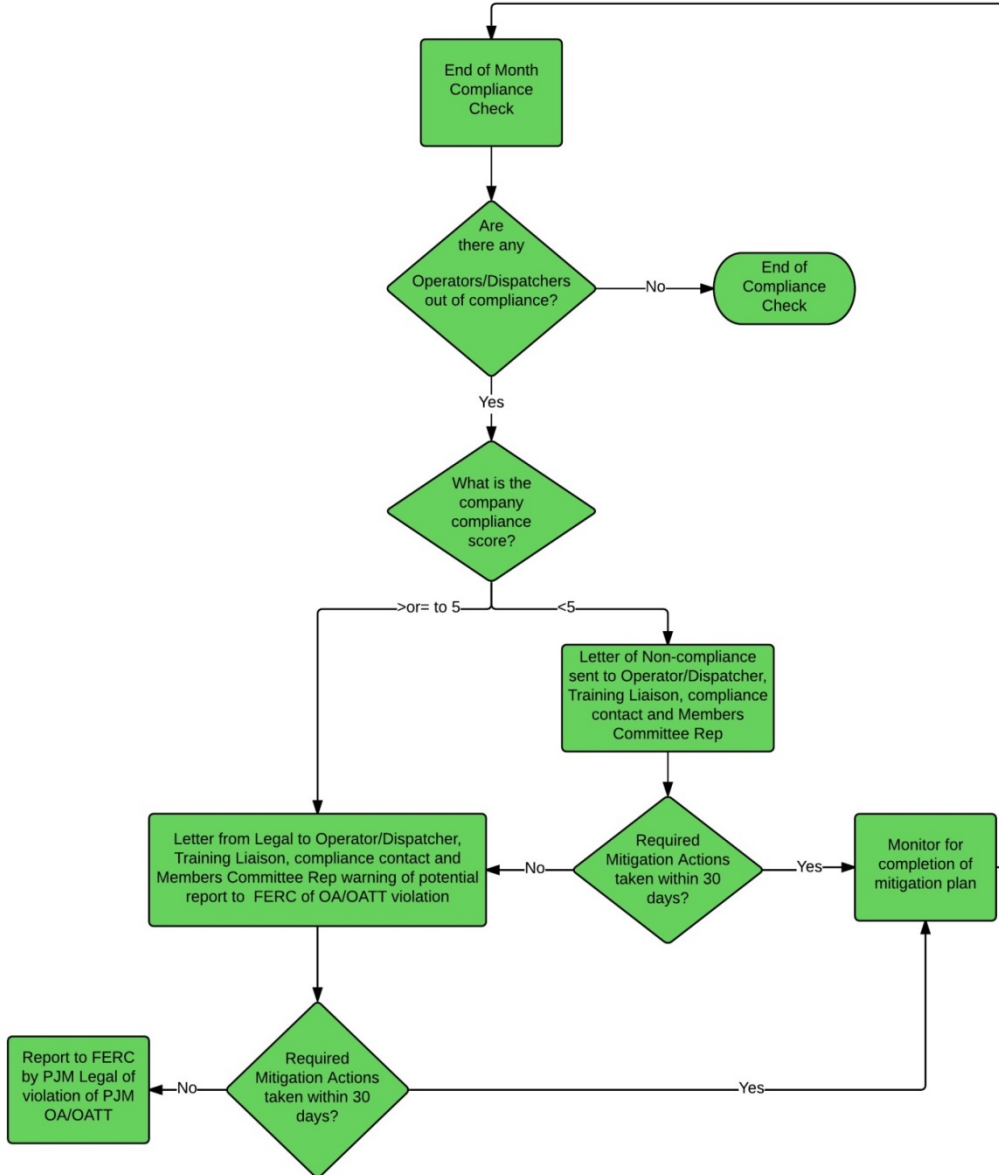 End of Month
Compliance
Check
Are
there any
Operators/Dispatchers
out of compliance?
No
End of
Compliance
Check
Yes
What is the
company
compliance
score?
>or= to 5
<5
Letter of Non-compliance
sent to Operator/Dispatcher,
Training Liaison, compliance
contact and Members
Committee Rep
Letter from Legal to Operator/Dispatcher,
Training Liaison, compliance contact and
Members Committee Rep warning of potential
report to FERC of OA/OATT violation
No
Required
Mitigation Actions
taken within 30
days?
Yes
Monitor for
completion of
mitigation plan
Report to FERC
by PJM Legal of
violation of PJM
OA/OATT
No
Required
Mitigation Actions
taken within 30
days?
Yes